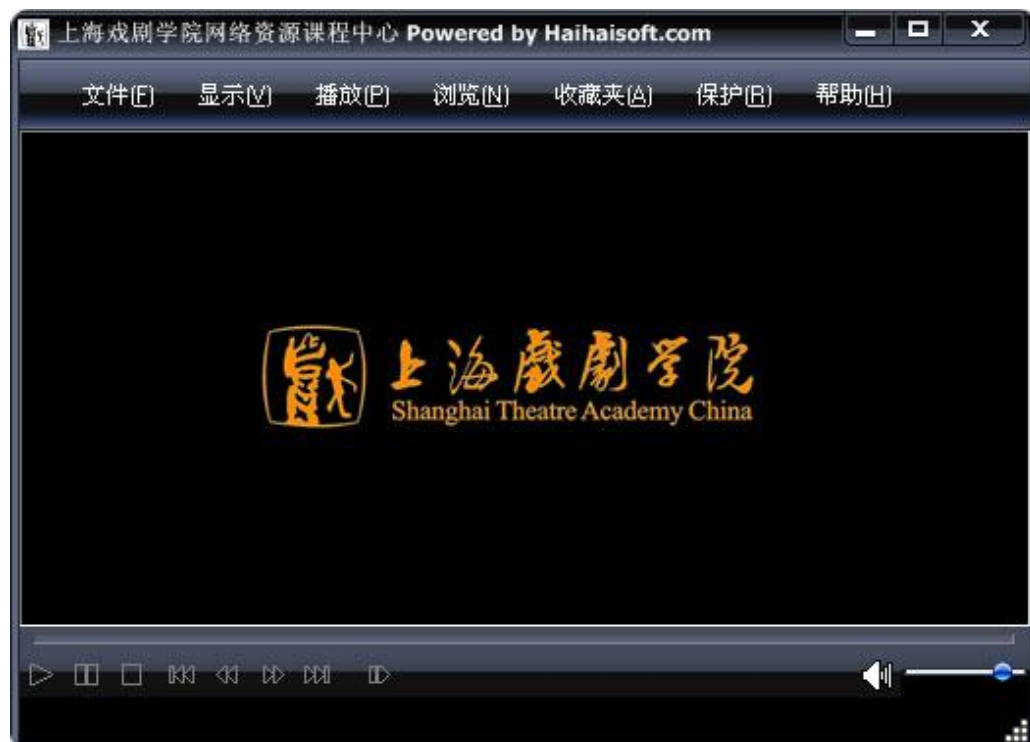 上海戏剧学院网络资源课程中心 Powered by Haihaisoft.com
文件(F) 显示(V) 播放(P) 浏览(N) 收藏夹(A) 保护(R) 帮助(H)
上海戲劇学院
Shanghai Theatre Academy China